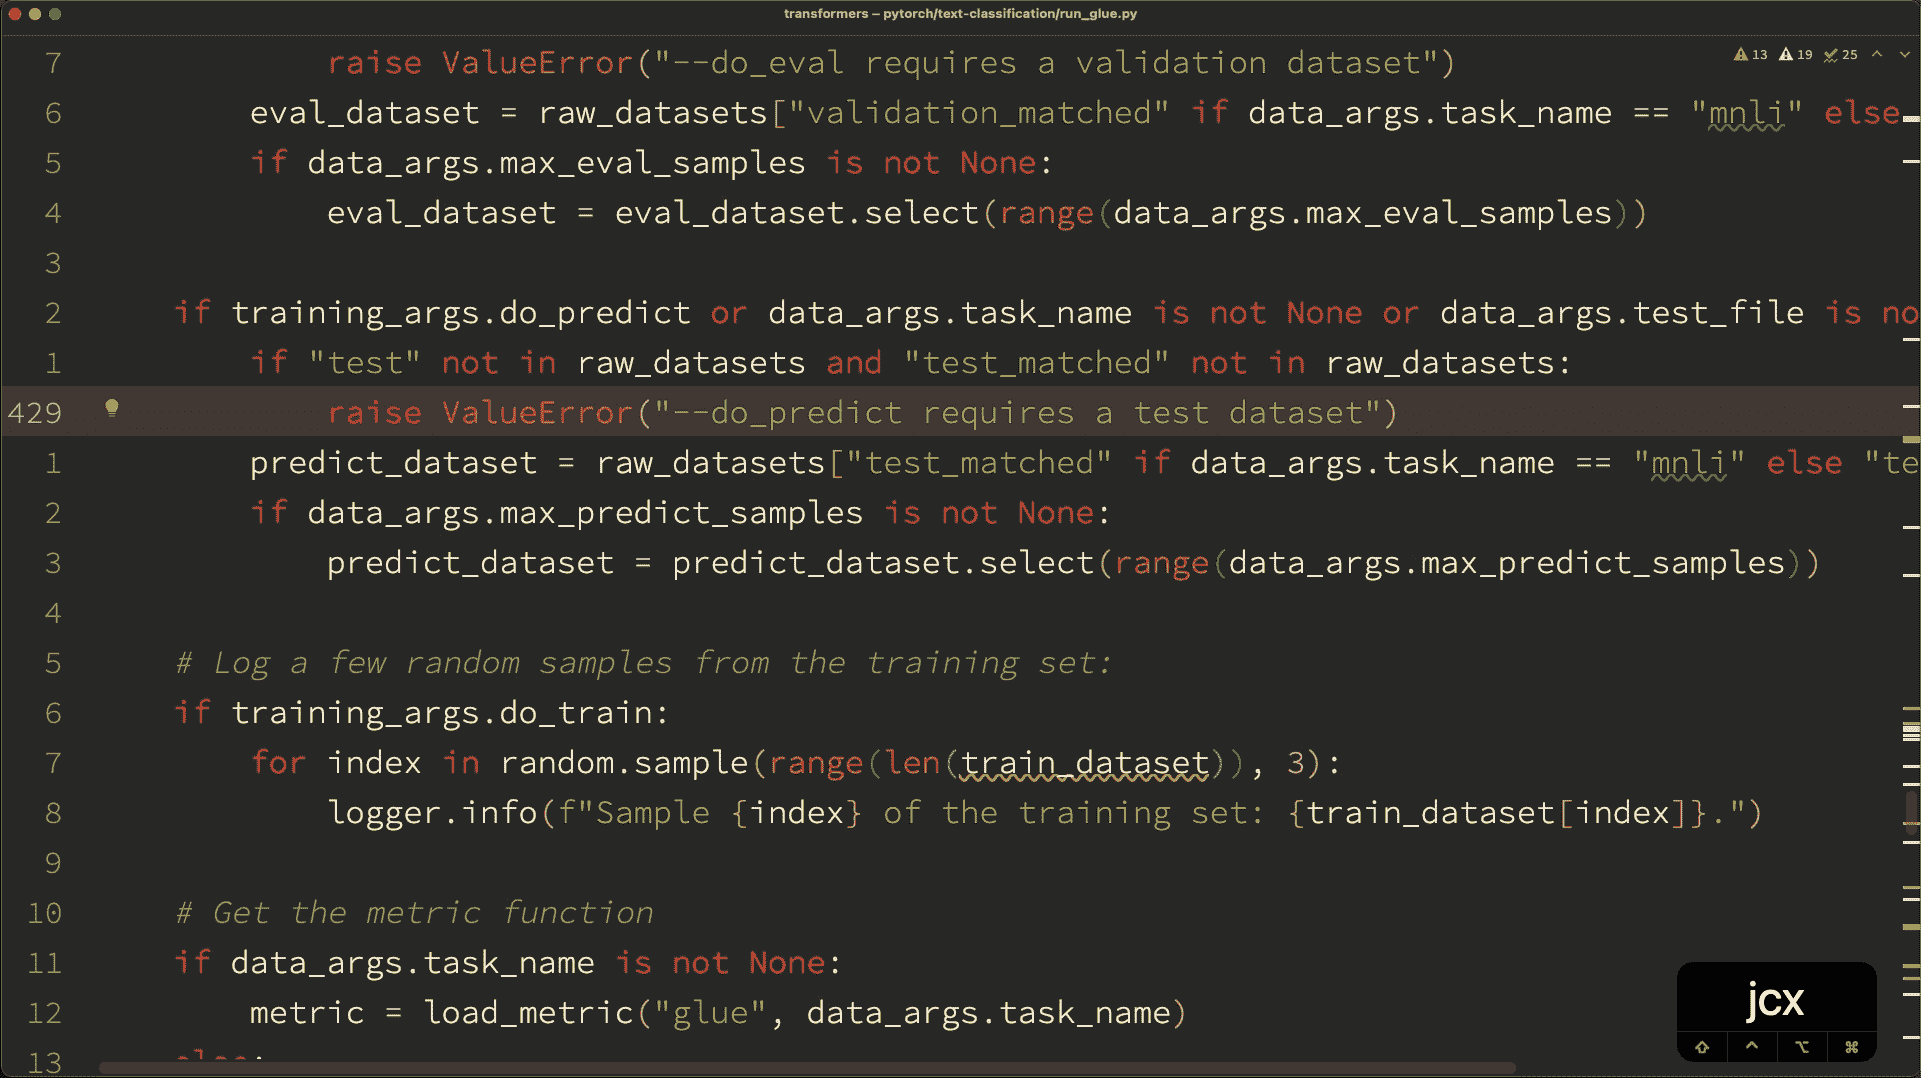 transformers – pytorch/text-classification/run_glue.py
13 19 25
7 raise ValueError("--do_eval requires a validation dataset")
6 eval_dataset = raw_datasets["validation_matched" if data_args.task_name == "mnli" else
5 if data_args.max_eval_samples is not None:
4 eval_dataset = eval_dataset.select(range(data_args.max_eval_samples))
3
2 if training_args.do_predict or data_args.task_name is not None or data_args.test_file is no
1 if "test" not in raw_datasets and "test_matched" not in raw_datasets:
429 raise ValueError("--do_predict requires a test dataset")
1 predict_dataset = raw_datasets["test_matched" if data_args.task_name == "mnli" else "te
2 if data_args.max_predict_samples is not None:
3 predict_dataset = predict_dataset.select(range(data_args.max_predict_samples))
4
5 # Log a few random samples from the training set:
6 if training_args.do_train:
7 for index in random.sample(range(len(train_dataset)), 3):
8 logger.info(f"Sample {index} of the training set: {train_dataset[index]}.")
9
10 # Get the metric function
11 if data_args.task_name is not None:
12 metric = load_metric("glue", data_args.task_name)
13 else:
jcx